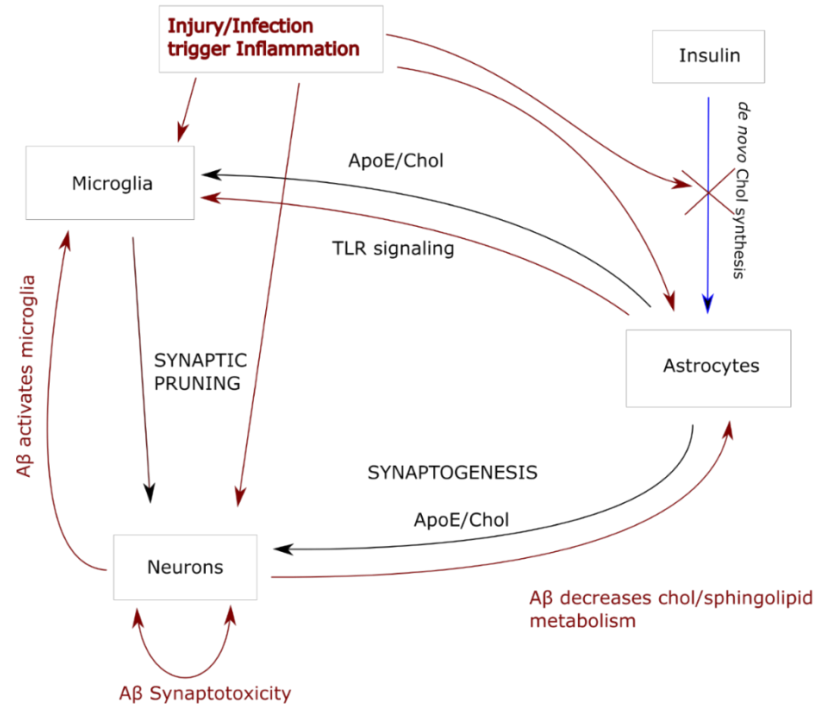 Injury/Infection
trigger Inflammation
Insulin
de novo Chol synthesis
ApoE/Chol
Microglia
TLR signaling
Astrocytes
SYNAPTIC
PRUNING
Aβ activates microglia
SYNAPTOGENESIS
ApoE/Chol
Neurons
Aβ decreases chol/sphingolipid
metabolism
Aβ Synaptotoxicity